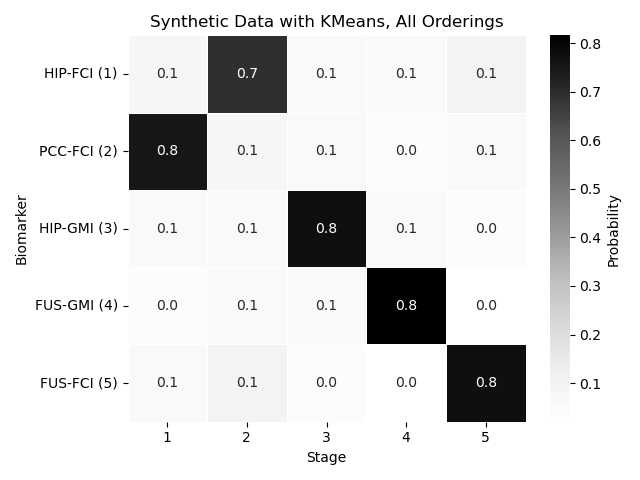 Synthetic Data with KMeans, All Orderings
HIP-FCI (1) 0.1 0.7 0.1 0.1 0.1
PCC-FCI (2) 0.8 0.1 0.1 0.0 0.1
HIP-GMI (3) 0.1 0.1 0.8 0.1 0.0
FUS-GMI (4) 0.0 0.1 0.1 0.8 0.0
FUS-FCI (5) 0.1 0.1 0.0 0.0 0.8
1 2 3 4 5
Stage
Biomarker
0.8
0.7
0.6
0.5
0.4
0.3
0.2
0.1
Probability